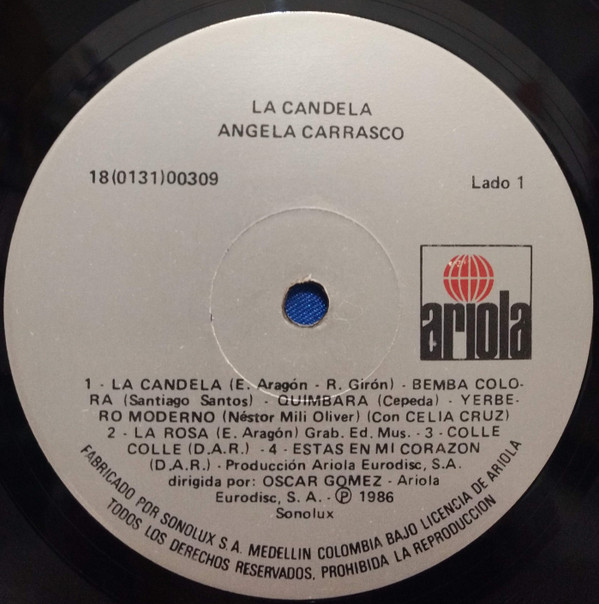 LA CANDELA
ANGELA CARRASCO
18(0131)00309
Lado 1
ariola
1 - LA CANDELA (E. Aragón - R. Girón) - BEMBA COLO-
RA (Santiago Santos) - QUIMBARA (Cepeda) - YERBE-
RO MODERNO (Néstor Mili Oliver) (Con CELIA CRUZ)
2 - LA ROSA (E. Aragón) Grab. Ed. Mus. - 3 - COLLE
COLLE (D.A.R.) - 4 - ESTAS EN MI CORAZON
(D.A.R.) - Producción Ariola Eurodisc, S.A.
dirigida por: OSCAR GOMEZ - Ariola
Eurodisc, S. A. - Ⓟ 1986
Sonolux
FABRICADO POR SONOLUX S.A. MEDELLIN COLOMBIA BAJO LICENCIA DE ARIOLA
TODOS LOS DERECHOS RESERVADOS, PROHIBIDA LA REPRODUCCION